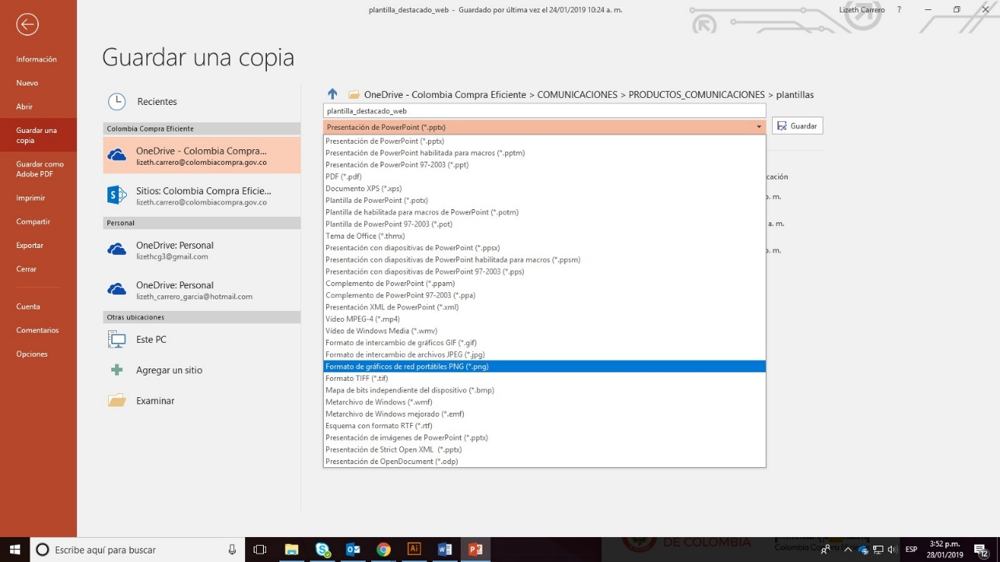 plantilla_destacado_web - Guardado por última vez el 24/01/2019 10:24 a. m.
Lizeth Carrero ?
Información
Nuevo
Abrir
Guardar una
copia
Guardar como
Adobe PDF
Imprimir
Compartir
Exportar
Cerrar
Cuenta
Comentarios
Opciones
Guardar una copia
Recientes
Colombia Compra Eficiente
OneDrive - Colombia Compra...
lizeth.carrero@colombiacompra.gov.co
Sitios: Colombia Compra Eficie...
lizeth.carrero@colombiacompra.gov.co
Personal
OneDrive: Personal
lizethcg3@gmail.com
OneDrive: Personal
lizeth_carrero_garcia@hotmail.com
Otras ubicaciones
Este PC
Agregar un sitio
Examinar
OneDrive - Colombia Compra Eficiente > COMUNICACIONES > PRODUCTOS_COMUNICACIONES > plantillas
plantilla_destacado_web
Presentación de PowerPoint (*.pptx)
Guardar
Presentación de PowerPoint (*.pptx)
Presentación de PowerPoint habilitada para macros (*.pptm)
Presentación de PowerPoint 97-2003 (*.ppt)
PDF (*.pdf)
Documento XPS (*.xps)
Plantilla de PowerPoint (*.potx)
Plantilla de habilitada para macros de PowerPoint (*.potm)
Plantilla de PowerPoint 97-2003 (*.pot)
Tema de Office (*.thmx)
Presentación con diapositivas de PowerPoint (*.ppsx)
Presentación con diapositivas de PowerPoint habilitada para macros (*.ppsm)
Presentación con diapositivas de PowerPoint 97-2003 (*.pps)
Complemento de PowerPoint (*.ppam)
Complemento de PowerPoint 97-2003 (*.ppa)
Presentación XML de PowerPoint (*.xml)
Vídeo MPEG-4 (*.mp4)
Vídeo de Windows Media (*.wmv)
Formato de intercambio de gráficos GIF (*.gif)
Formato de intercambio de archivos JPEG (*.jpg)
Formato de gráficos de red portátiles PNG (*.png)
Formato TIFF (*.tif)
Mapa de bits independiente del dispositivo (*.bmp)
Metarchivo de Windows (*.wmf)
Metarchivo de Windows mejorado (*.emf)
Esquema con formato RTF (*.rtf)
Presentación de imágenes de PowerPoint (*.pptx)
Presentación de Strict Open XML (*.pptx)
Presentación de OpenDocument (*.odp)
cación
a. m.
Escribe aquí para buscar
DE COLOMBIA
Colombia Compra
ESP
3:52 p.m.
28/01/2019
12